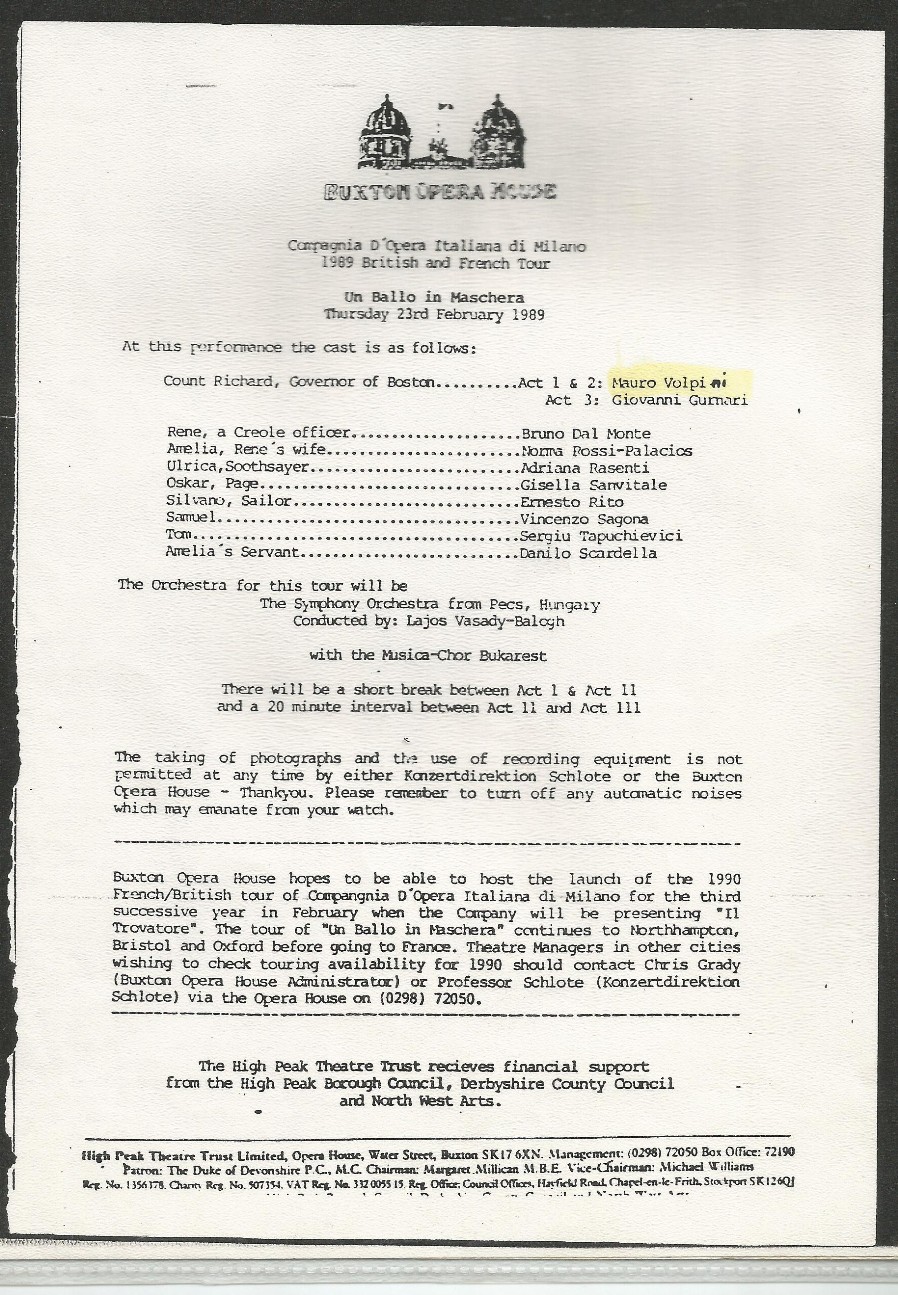 BUXTON OPERA HOUSE
Compagnia D'Opera Italiana di Milano
1989 British and French Tour
Un Ballo in Maschera
Thursday 23rd February 1989
At this performance the cast is as follows:
Count Richard, Governor of Boston..........Act 1 & 2: Mauro Volpini
Act 3: Giovanni Gumari
Rene, a Creole officer......................Bruno Dal Monte
Amelia, Rene's wife.........................Norma Rossi-Palacios
Ulrica,Soothsayer...........................Adriana Rasenti
Oskar, Page.................................Gisella Sanvitale
Silvano, Sailor.............................Ernesto Rito
Samuel......................................Vincenzo Sagona
Tom.........................................Sergiu Tapuchievici
Amelia's Servant............................Danilo Scardella
The Orchestra for this tour will be
The Symphony Orchestra from Pecs, Hungary
Conducted by: Lajos Vasady-Balogh
with the Musica-Chor Bukarest
There will be a short break between Act 1 & Act 11
and a 20 minute interval between Act 11 and Act 111
The taking of photographs and the use of recording equipment is not
permitted at any time by either Konzertdirektion Schlote or the Buxton
Opera House - Thankyou. Please remember to turn off any automatic noises
which may emanate from your watch.
Buxton Opera House hopes to be able to host the launch of the 1990
French/British tour of Compangnia D'Opera Italiana di Milano for the third
successive year in February when the Company will be presenting "Il
Trovatore". The tour of "Un Ballo in Maschera" continues to Northhampton,
Bristol and Oxford before going to France. Theatre Managers in other cities
wishing to check touring availability for 1990 should contact Chris Grady
(Buxton Opera House Administrator) or Professor Schlote (Konzertdirektion
Schlote) via the Opera House on (0298) 72050.
The High Peak Theatre Trust recieves financial support
from the High Peak Borough Council, Derbyshire County Council
and North West Arts.
High Peak Theatre Trust Limited, Opera House, Water Street, Buxton SK17 6XN. Management: (0298) 72050 Box Office: 72190
Patron: The Duke of Devonshire P.C., M.C. Chairman: Margaret Millican M.B.E. Vice-Chairman: Michael Williams
Reg. No. 1356178. Charity Reg. No. 507354. VAT Reg. No. 332 0055 15. Reg. Office: Council Offices, Hayfield Road, Chapel-en-le-Frith, Stockport SK12 6QJ